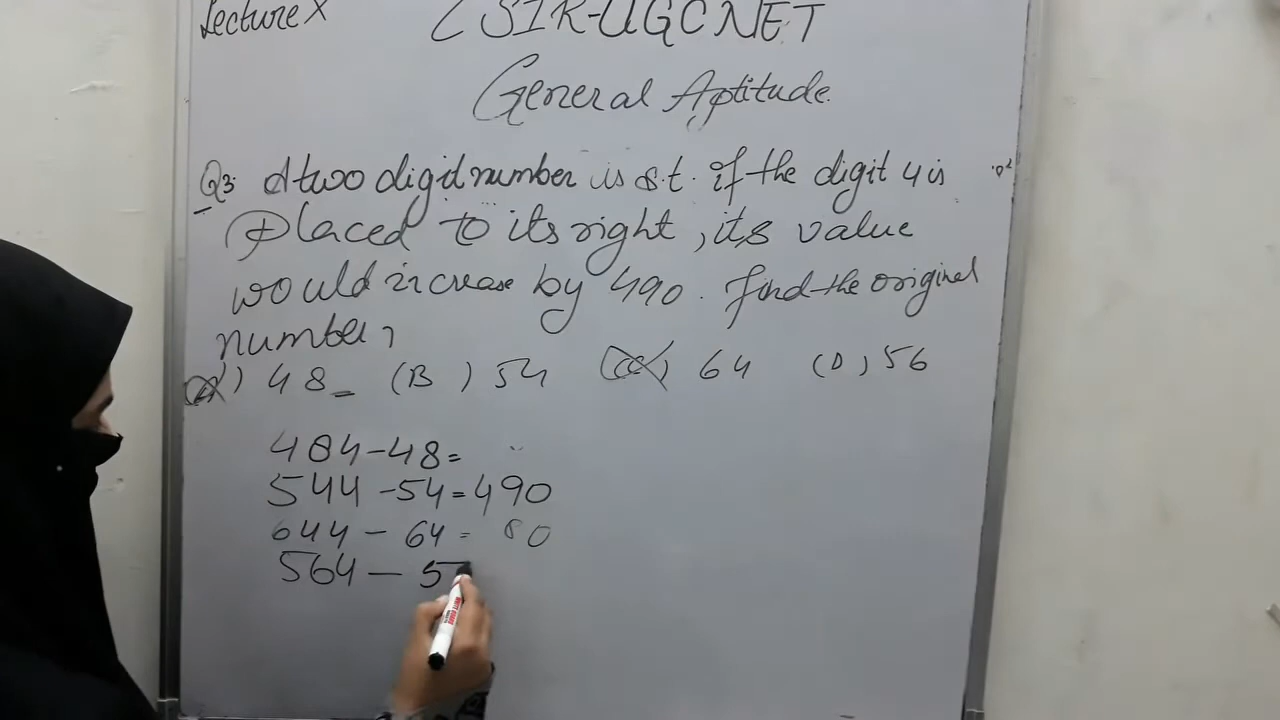 Lecture X
CSIR-UGC NET
General Aptitude.
Q3. A two digit number is s.t. if the digit 4 is
Placed to its right, its value
would increase by 490. find the original
number?
(A) 48 (B) 54 (C) 64 (D) 56
484-48=
544-54=490
644-64= 80
564-5